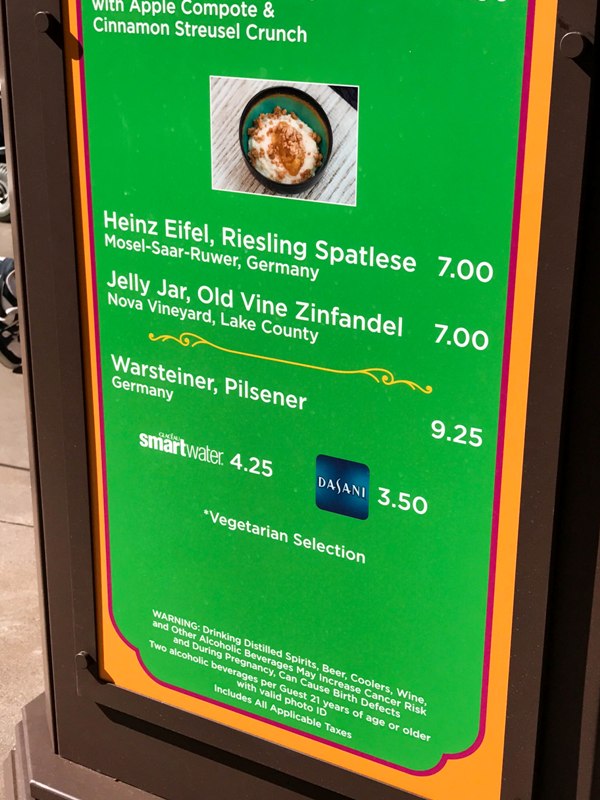 with Apple Compote &
Cinnamon Streusel Crunch
Heinz Eifel, Riesling Spatlese 7.00
Mosel-Saar-Ruwer, Germany
Jelly Jar, Old Vine Zinfandel 7.00
Nova Vineyard, Lake County
Warsteiner, Pilsener
Germany
9.25
GLACÉAU
smartwater. 4.25
DASANI 3.50
*Vegetarian Selection
WARNING: Drinking Distilled Spirits, Beer, Coolers, Wine,
and Other Alcoholic Beverages May Increase Cancer Risk
and During Pregnancy, Can Cause Birth Defects
Two alcoholic beverages per Guest 21 years of age or older
with valid photo ID
Includes All Applicable Taxes